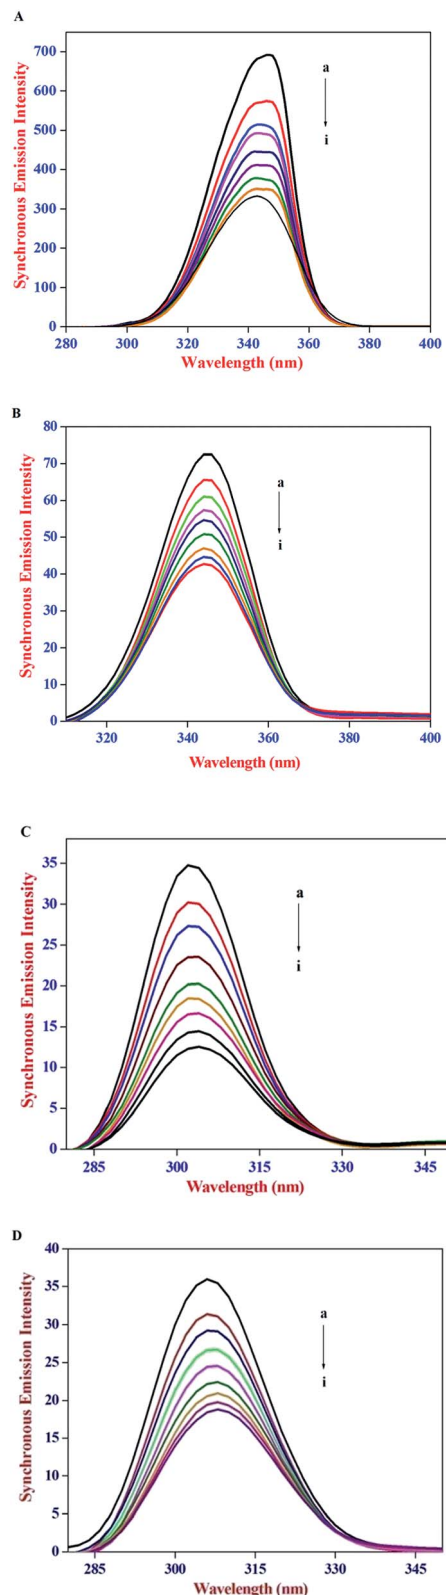 A
700
600
500
400
300
200
100
0
Synchronous Emission Intensity
a
i
280 300 320 340 360 380 400
Wavelength (nm)
B
80
70
60
50
40
30
20
10
0
Synchronous Emission Intensity
a
i
320 340 360 380 400
Wavelength (nm)
C
35
30
25
20
15
10
5
0
Synchronous Emission Intensity
a
i
285 300 315 330 345
Wavelength (nm)
D
40
35
30
25
20
15
10
5
0
Synchronous Emission Intensity
a
i
285 300 315 330 345
Wavelength (nm)